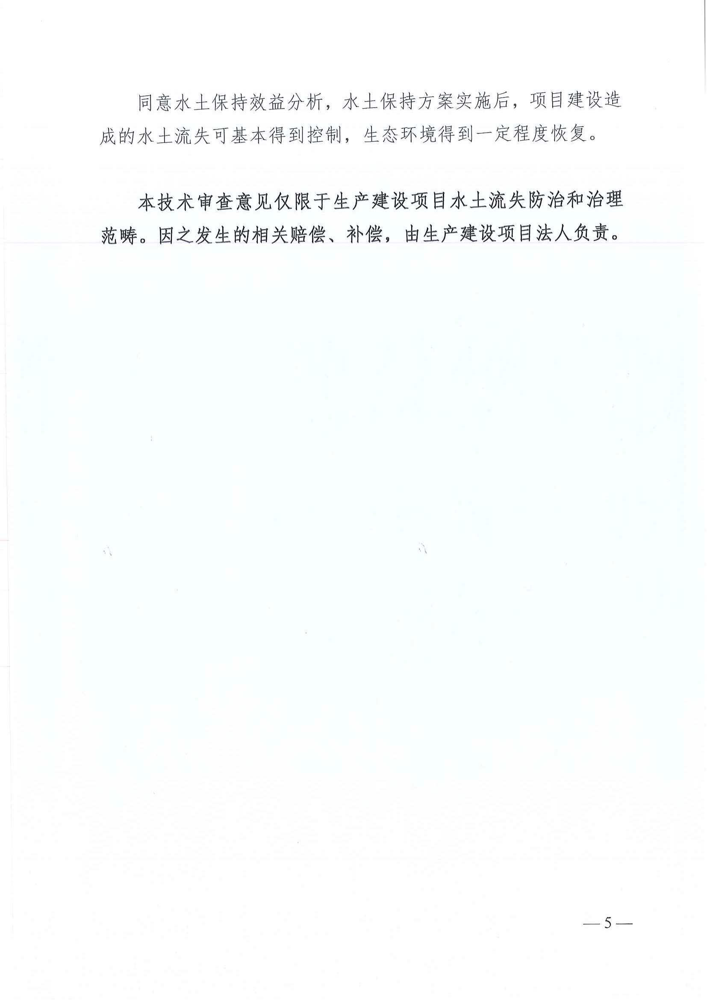 同意水土保持效益分析，水土保持方案实施后，项目建设造
成的水土流失可基本得到控制，生态环境得到一定程度恢复。
本技术审查意见仅限于生产建设项目水土流失防治和治理
范畴。因之发生的相关赔偿、补偿，由生产建设项目法人负责。
— 5 —